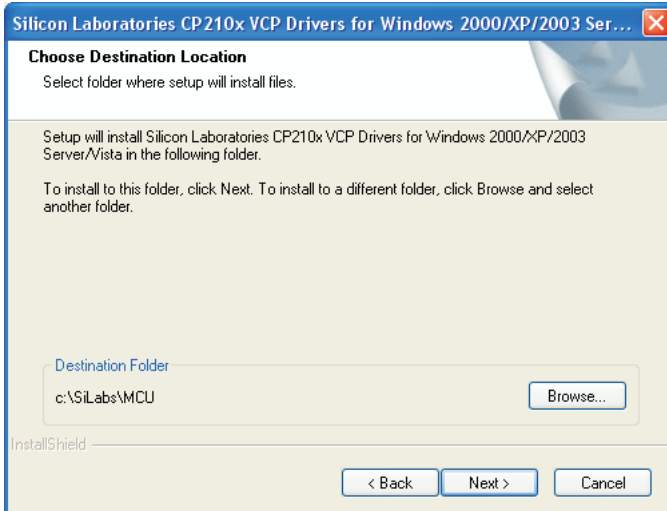 Silicon Laboratories CP210x VCP Drivers for Windows 2000/XP/2003 Ser...
Choose Destination Location
Select folder where setup will install files.
Setup will install Silicon Laboratories CP210x VCP Drivers for Windows 2000/XP/2003
Server/Vista in the following folder.
To install to this folder, click Next. To install to a different folder, click Browse and select
another folder.
Destination Folder
c:\SiLabs\MCU
Browse...
InstallShield
< Back
Next >
Cancel